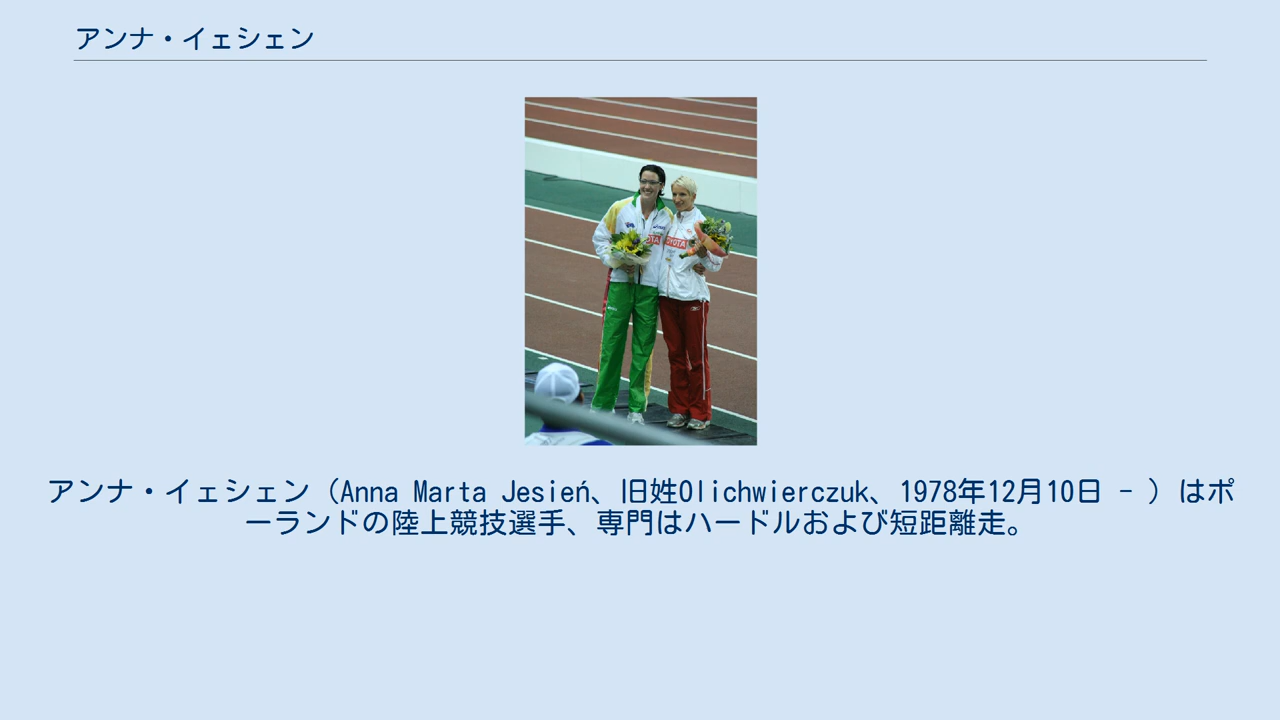 アンナ・イェシェン
TOYOTA
アンナ・イェシェン（Anna Marta Jesień、旧姓Olichwierczuk、1978年12月10日 - ）はポ
ーランドの陸上競技選手、専門はハードルおよび短距離走。